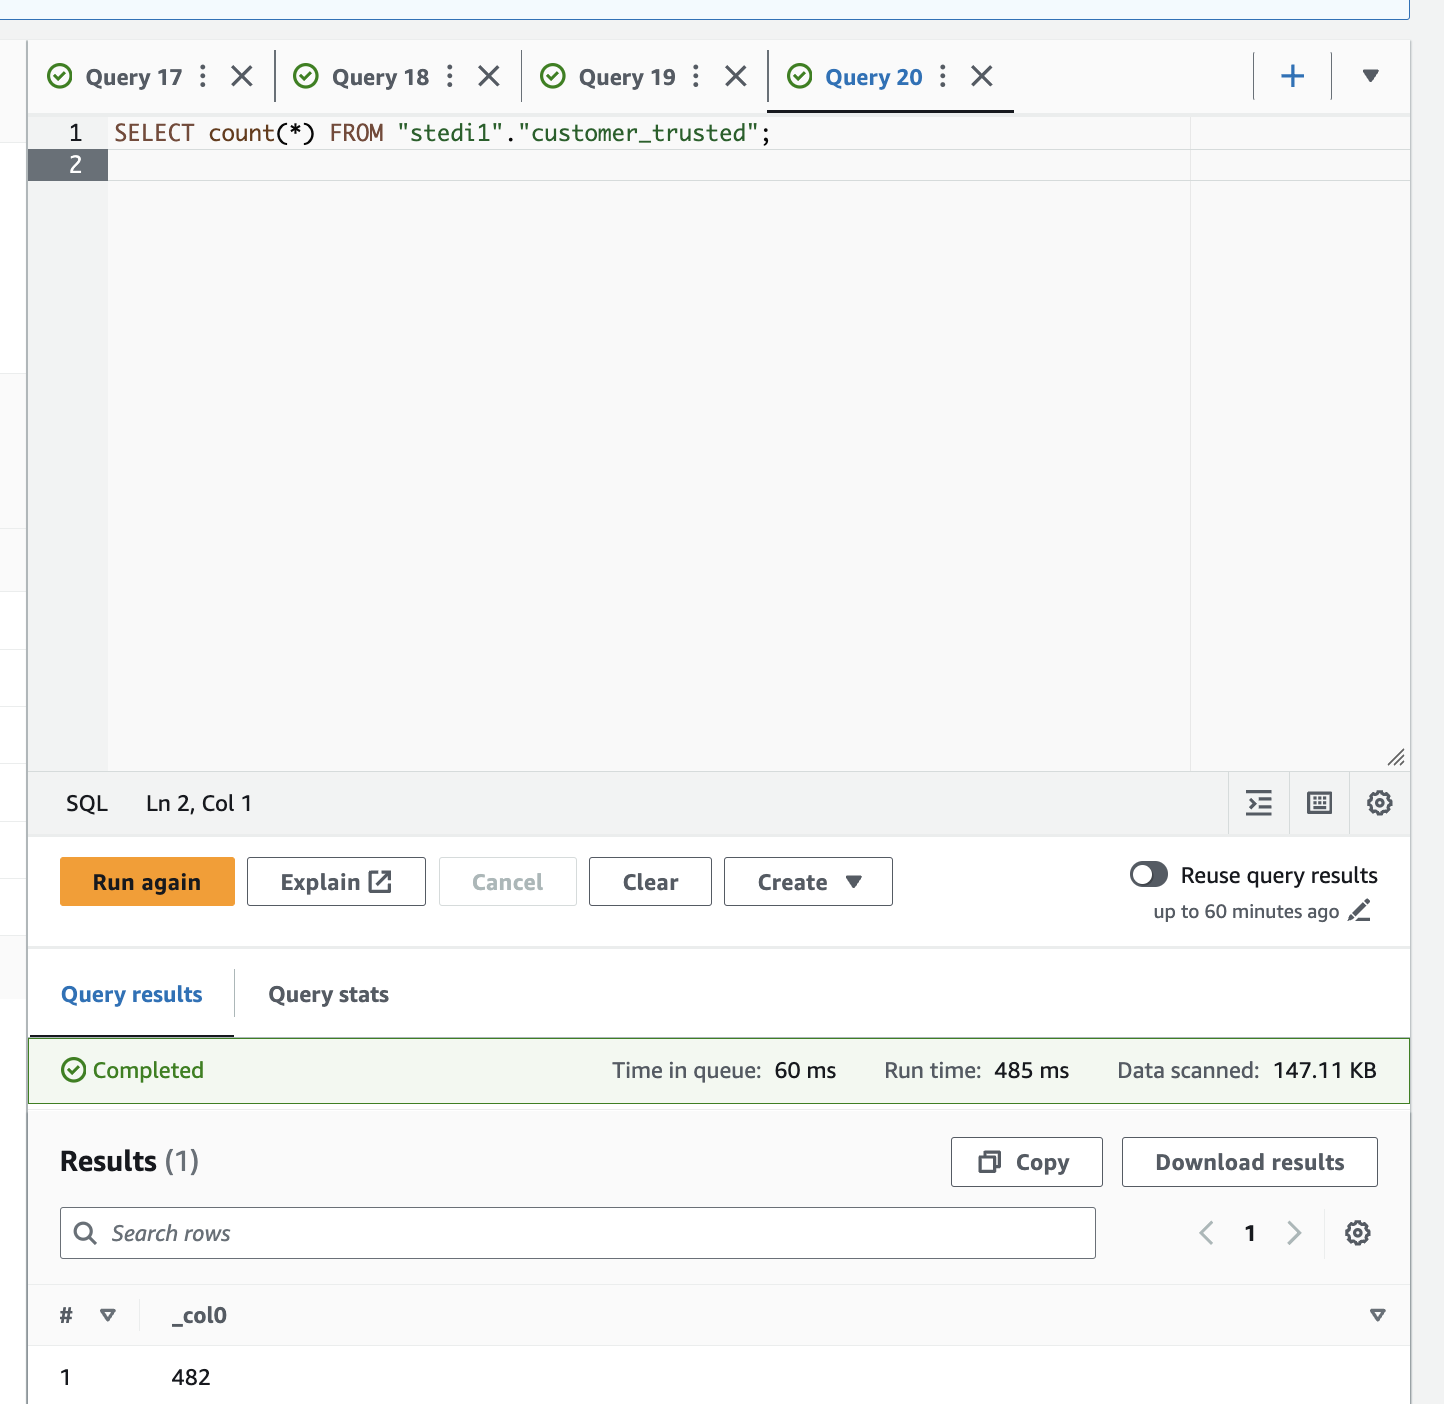 Query 17 Query 18 Query 19 Query 20
1 SELECT count(*) FROM "stedi1"."customer_trusted";
2
SQL Ln 2, Col 1
Run again Explain Cancel Clear Create Reuse query results
up to 60 minutes ago
Query results Query stats
Completed Time in queue: 60 ms Run time: 485 ms Data scanned: 147.11 KB
Results (1) Copy Download results
Search rows 1
# _col0
1 482